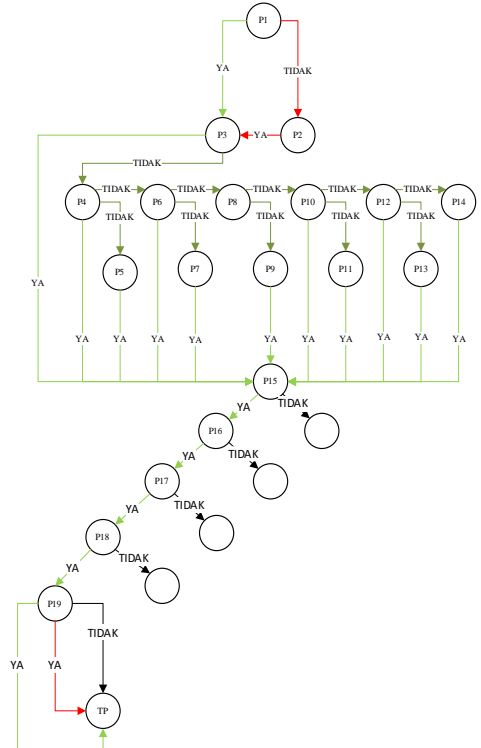 P1
YA
TIDAK
P3
YA
P2
TIDAK
TIDAK
TIDAK
TIDAK
TIDAK
TIDAK
P4
P6
P8
P10
P12
P14
TIDAK
TIDAK
TIDAK
TIDAK
TIDAK
P5
P7
P9
P11
P13
YA
YA
YA
YA
YA
YA
YA
YA
YA
YA
YA
P15
YA
TIDAK
P16
YA
TIDAK
P17
YA
TIDAK
P18
YA
TIDAK
P19
TIDAK
YA
YA
TP